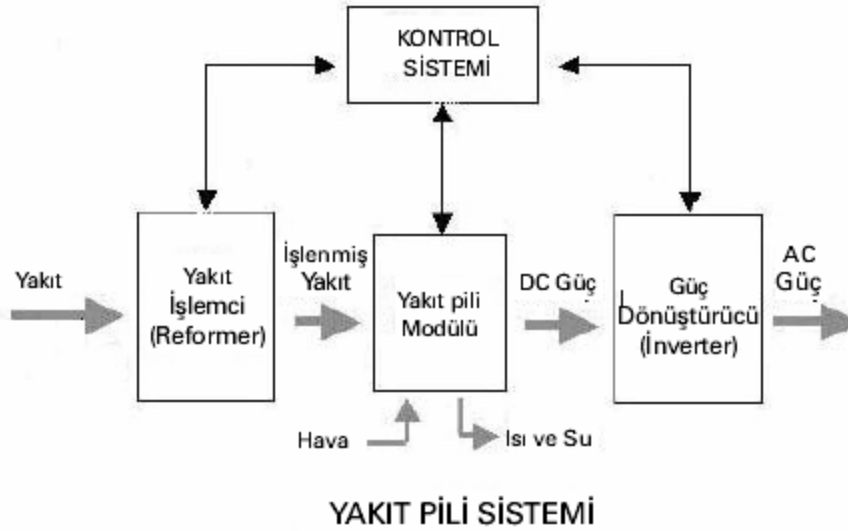 KONTROL
SİSTEMİ
Yakıt
Yakıt
İşlemci
(Reformer)
İşlenmiş
Yakıt
Yakıt pili
Modülü
DC Güç
Güç
Dönüştürücü
(İnverter)
AC
Güç
Hava
Isı ve Su
YAKIT PİLİ SİSTEMİ